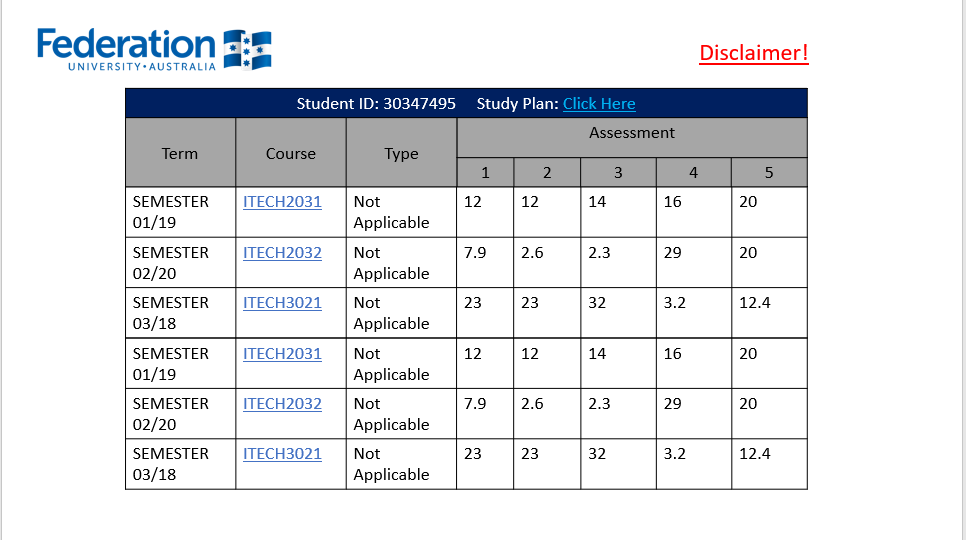 Federation
UNIVERSITY • AUSTRALIA
Disclaimer!
Student ID: 30347495 Study Plan: Click Here
Term Course Type Assessment
1 2 3 4 5
SEMESTER 01/19 ITECH2031 Not Applicable 12 12 14 16 20
SEMESTER 02/20 ITECH2032 Not Applicable 7.9 2.6 2.3 29 20
SEMESTER 03/18 ITECH3021 Not Applicable 23 23 32 3.2 12.4
SEMESTER 01/19 ITECH2031 Not Applicable 12 12 14 16 20
SEMESTER 02/20 ITECH2032 Not Applicable 7.9 2.6 2.3 29 20
SEMESTER 03/18 ITECH3021 Not Applicable 23 23 32 3.2 12.4